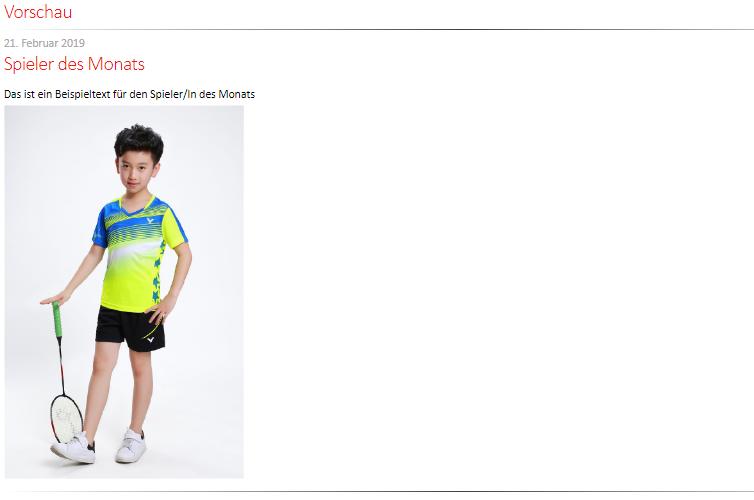 Vorschau
21. Februar 2019
Spieler des Monats
Das ist ein Beispieltext für den Spieler/In des Monats